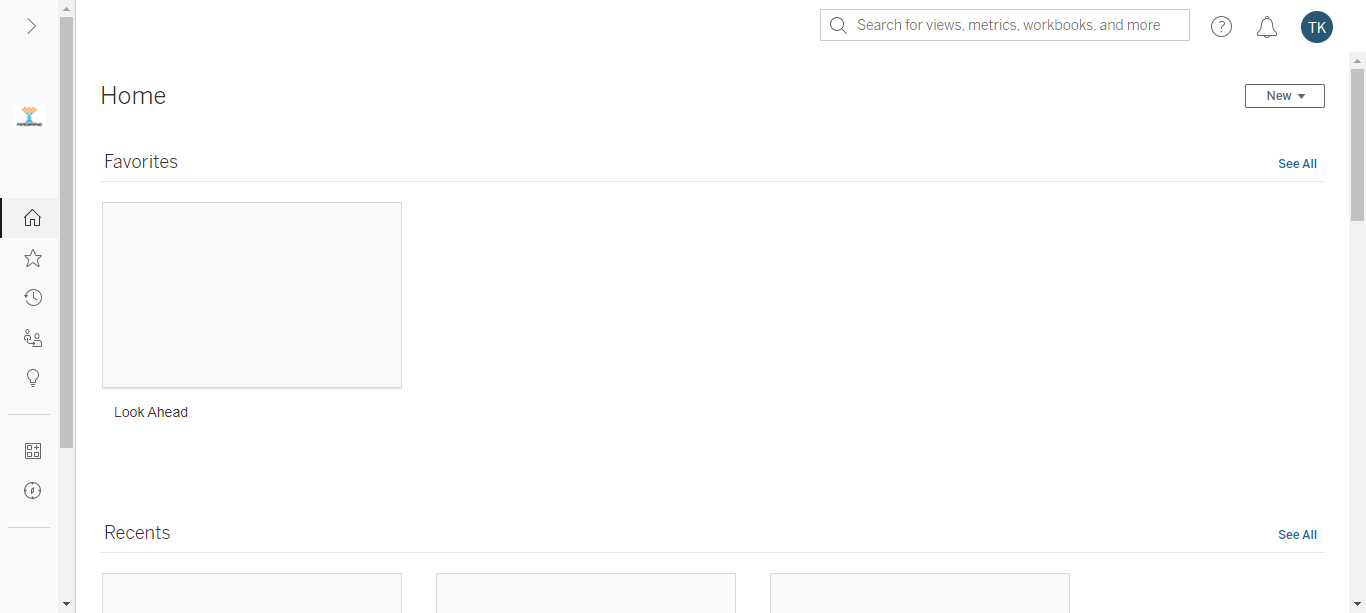 Search for views, metrics, workbooks, and more
TK
Home
New
Favorites
See All
Look Ahead
Recents
See All